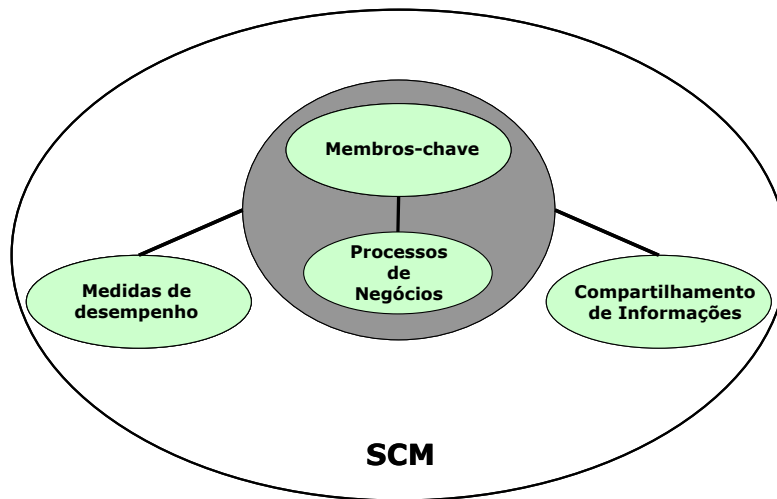 Membros-chave
Processos
de
Negócios
Medidas de
desempenho
Compartilhamento
de Informações
SCM